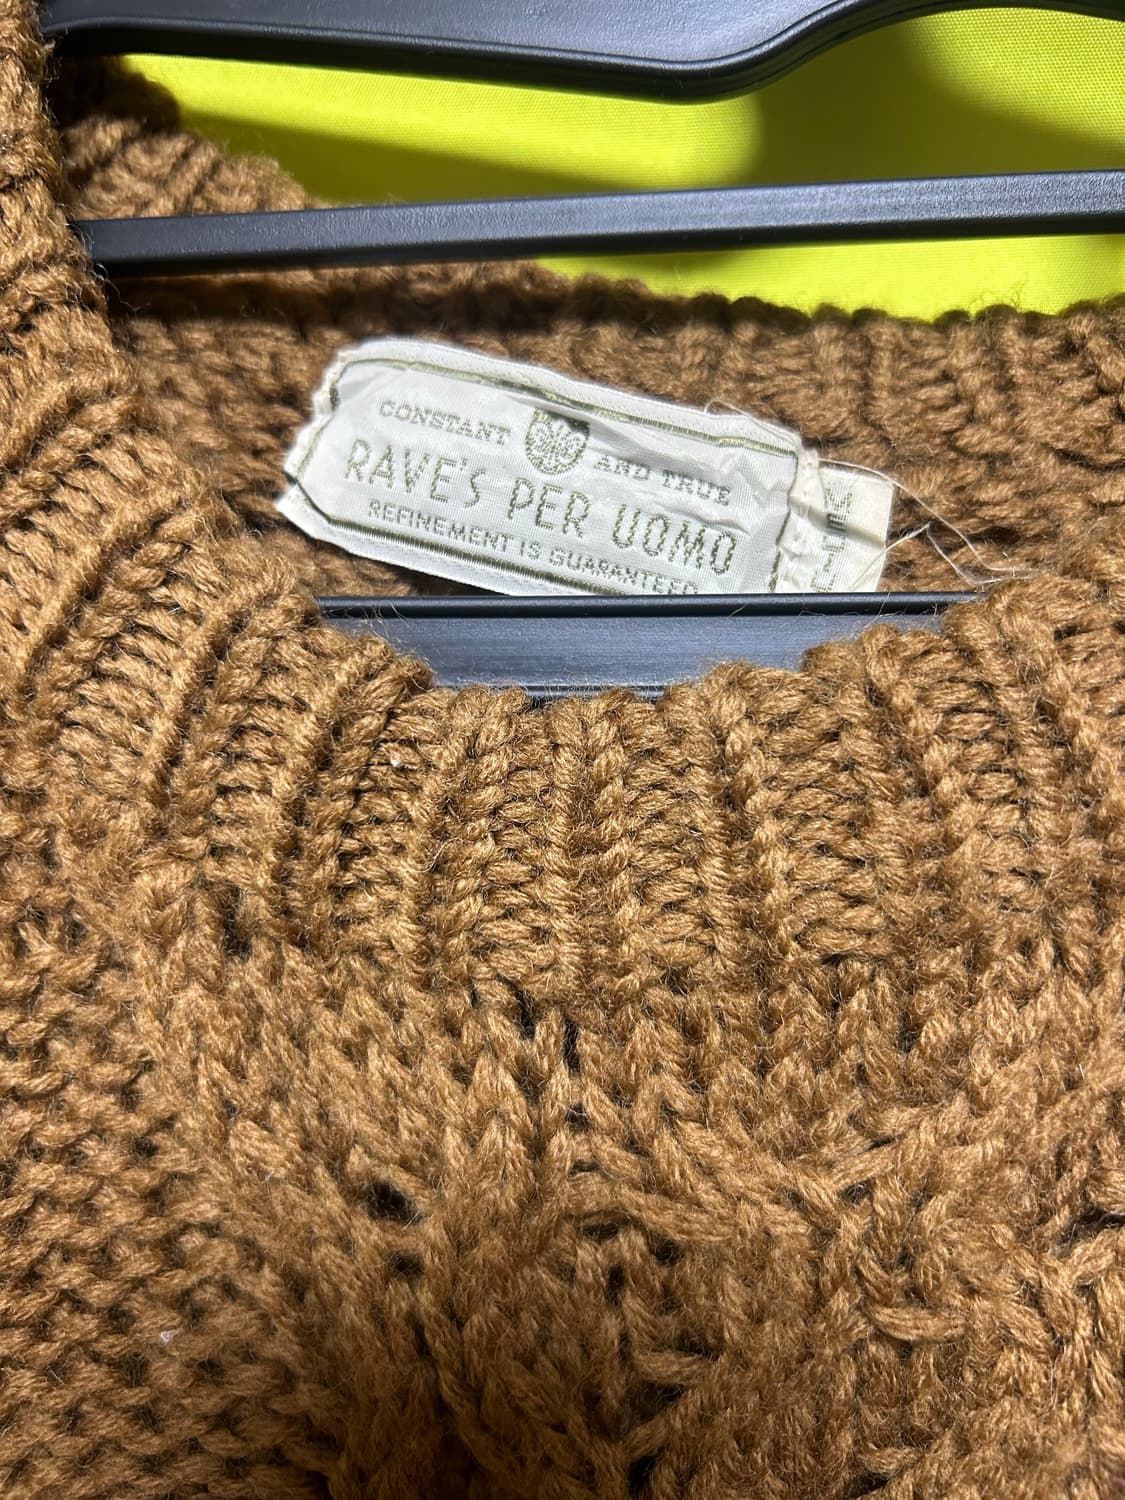 CONSTANT AND TRUE
RAVE'S PER UOMO
REFINEMENT IS GUARANTEED